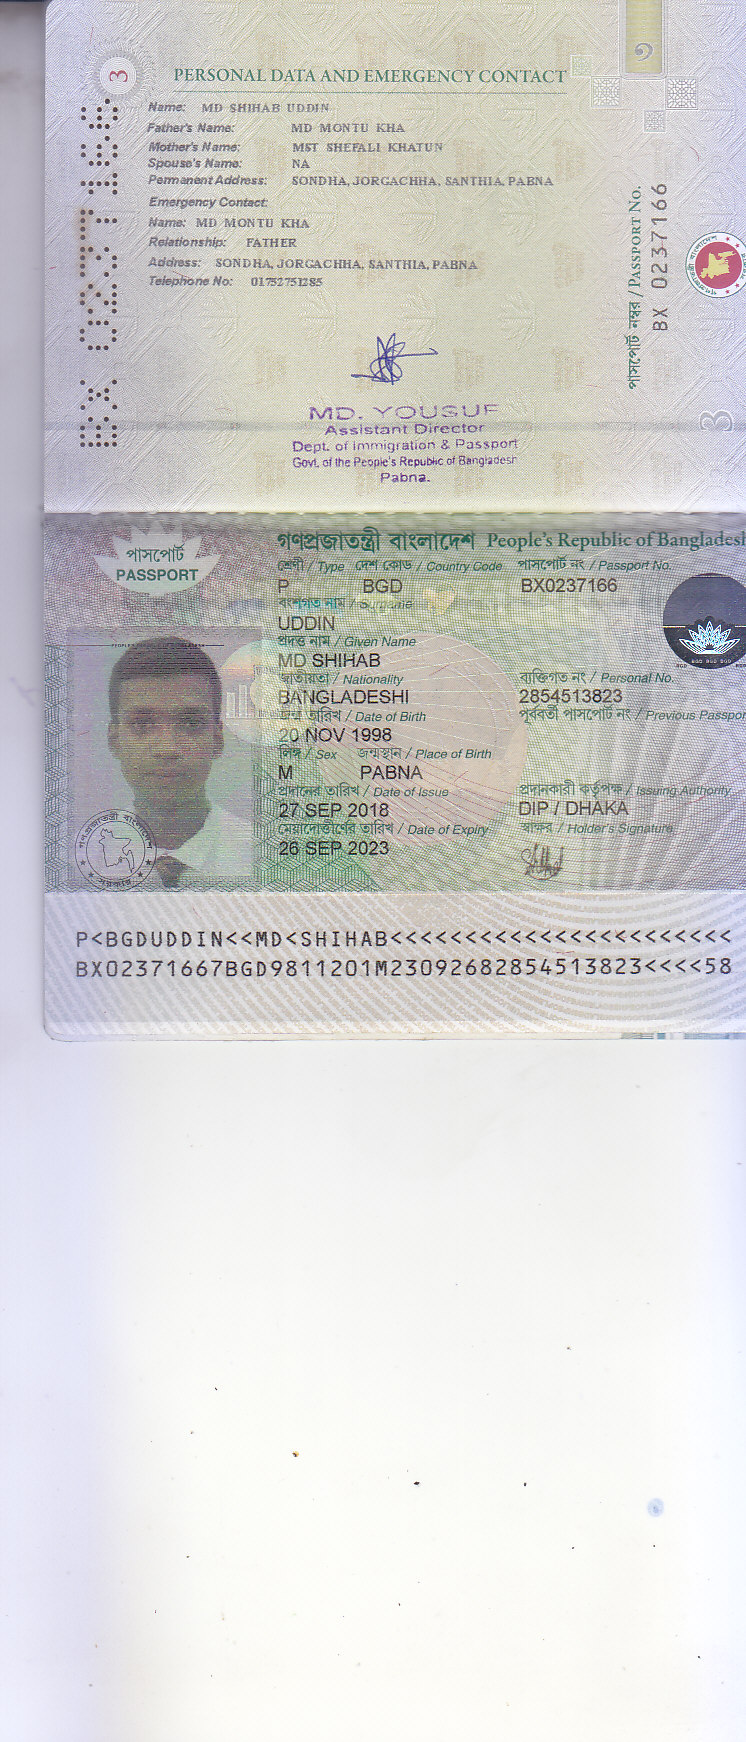 3
PERSONAL DATA AND EMERGENCY CONTACT
Name: MD SHIHAB UDDIN
Father's Name: MD MONTU KHA
Mother's Name: MST SHEFALI KHATUN
Spouse's Name: NA
Permanent Address: SONDHA, JORGACHHA, SANTHIA, PABNA
Emergency Contact:
Name: MD MONTU KHA
Relationship: FATHER
Address: SONDHA, JORGACHHA, SANTHIA, PABNA
Telephone No: 01752751285
BX 0237166
পাসপোর্ট নম্বর / PASSPORT No.
BX 0237166
3
MD. YOUSUF
Assistant Director
Dept. of Immigration & Passport
Govt. of the People's Republic of Bangladesh
Pabna.
গণপ্রজাতন্ত্রী বাংলাদেশ People's Republic of Bangladesh
পাসপোর্ট
PASSPORT
শ্রেণী / Type দেশ কোড / Country Code পাসপোর্ট নং / Passport No.
P BGD BX0237166
বংশগত নাম / Surname
UDDIN
প্রদত্ত নাম / Given Name
MD SHIHAB
জাতীয়তা / Nationality ব্যক্তিগত নং / Personal No.
BANGLADESHI 2854513823
জন্ম তারিখ / Date of Birth পূর্ববর্তী পাসপোর্ট নং / Previous Passpor
20 NOV 1998
লিঙ্গ / Sex জন্মস্থান / Place of Birth
M PABNA
প্রদানের তারিখ / Date of Issue প্রদানকারী কর্তৃপক্ষ / Issuing Authority
27 SEP 2018 DIP / DHAKA
মেয়াদোত্তীর্ণের তারিখ / Date of Expiry স্বাক্ষর / Holder's Signature
26 SEP 2023
P<BGDUDDIN<<MD<SHIHAB<<<<<<<<<<<<<<<<<<<<<<<
BX02371667BGD9811201M23092682854513823<<<<58